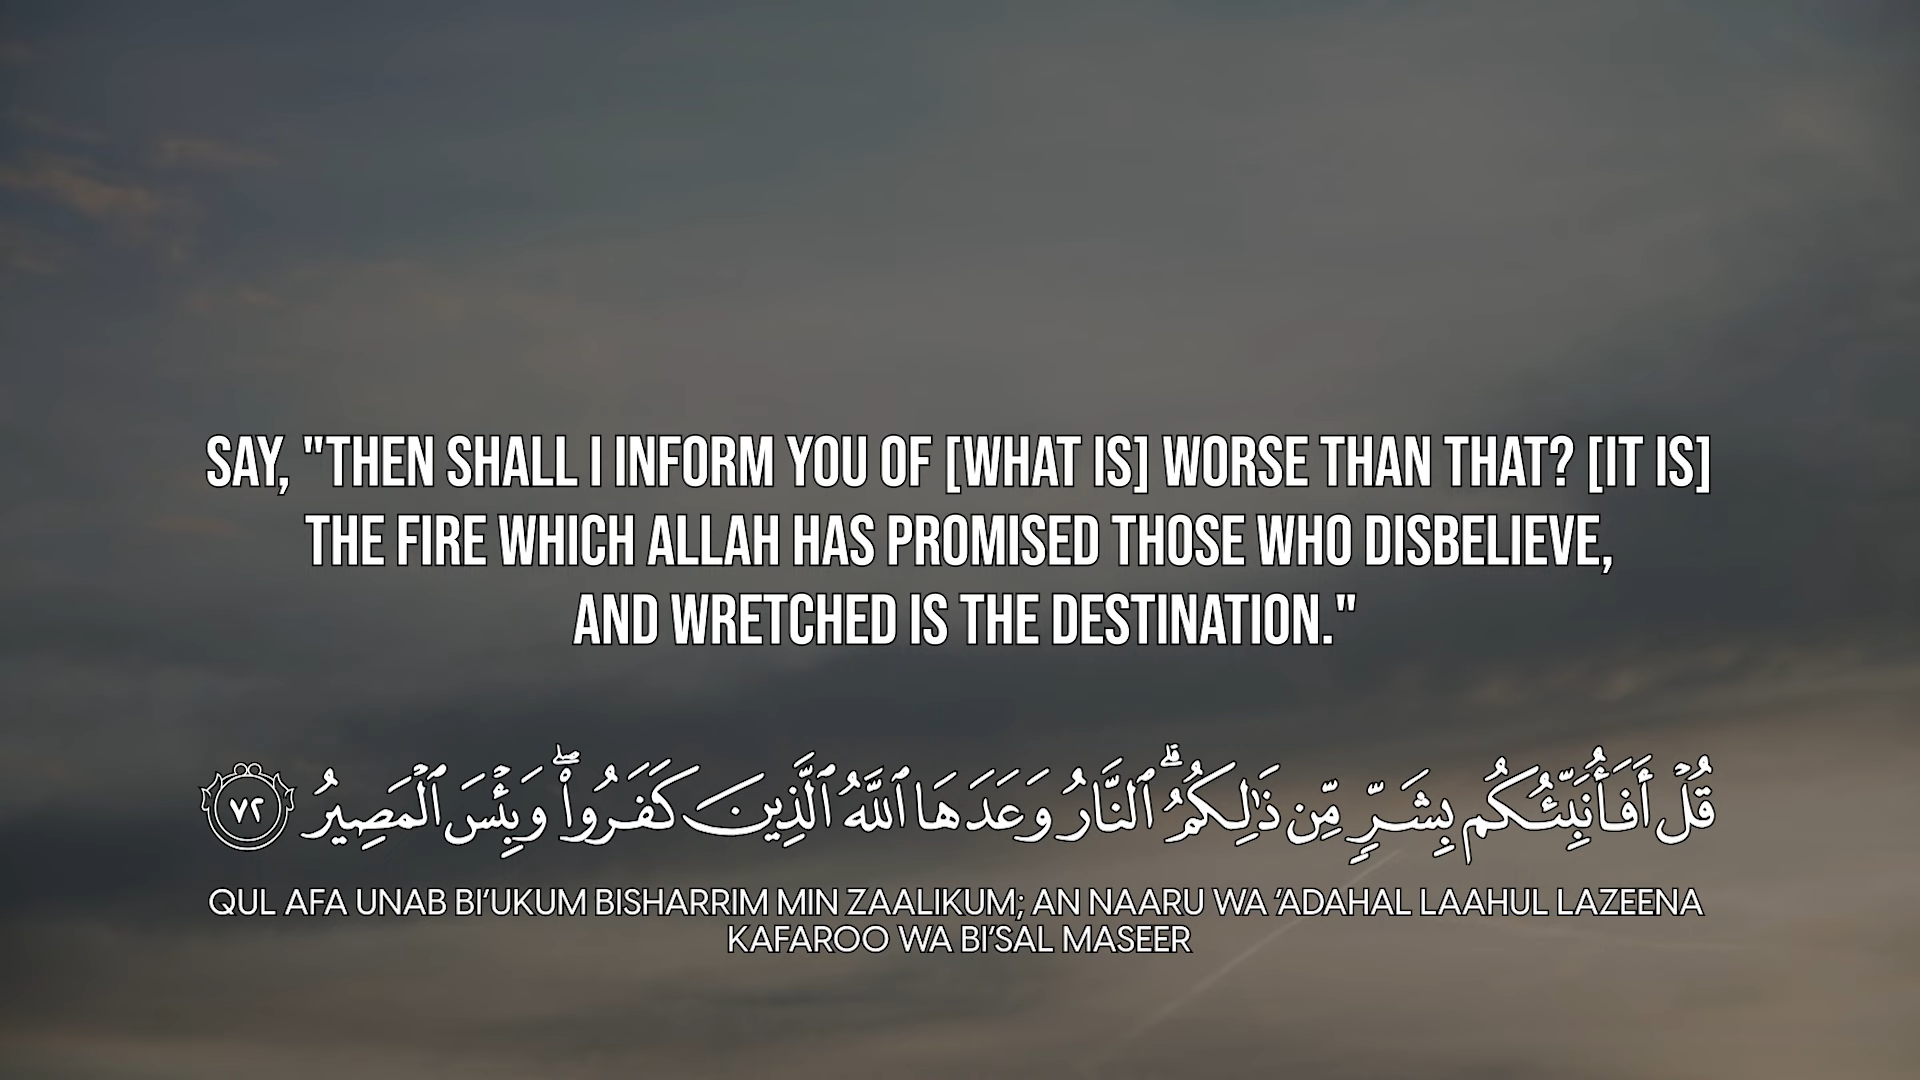 SAY, "THEN SHALL I INFORM YOU OF [WHAT IS] WORSE THAN THAT? [IT IS]
THE FIRE WHICH ALLAH HAS PROMISED THOSE WHO DISBELIEVE,
AND WRETCHED IS THE DESTINATION."
قُلْ أَفَأُنَبِّئُكُم بِشَرٍّ مِّن ذَٰلِكُمُ ۗ ٱلنَّارُ وَعَدَهَا ٱللَّهُ ٱلَّذِينَ كَفَرُوا۟ ۖ وَبِئْسَ ٱلْمَصِيرُ ٧٢
QUL AFA UNAB BI'UKUM BISHARRIM MIN ZAALIKUM; AN NAARU WA 'ADAHAL LAAHUL LAZEENA
KAFAROO WA BI'SAL MASEER